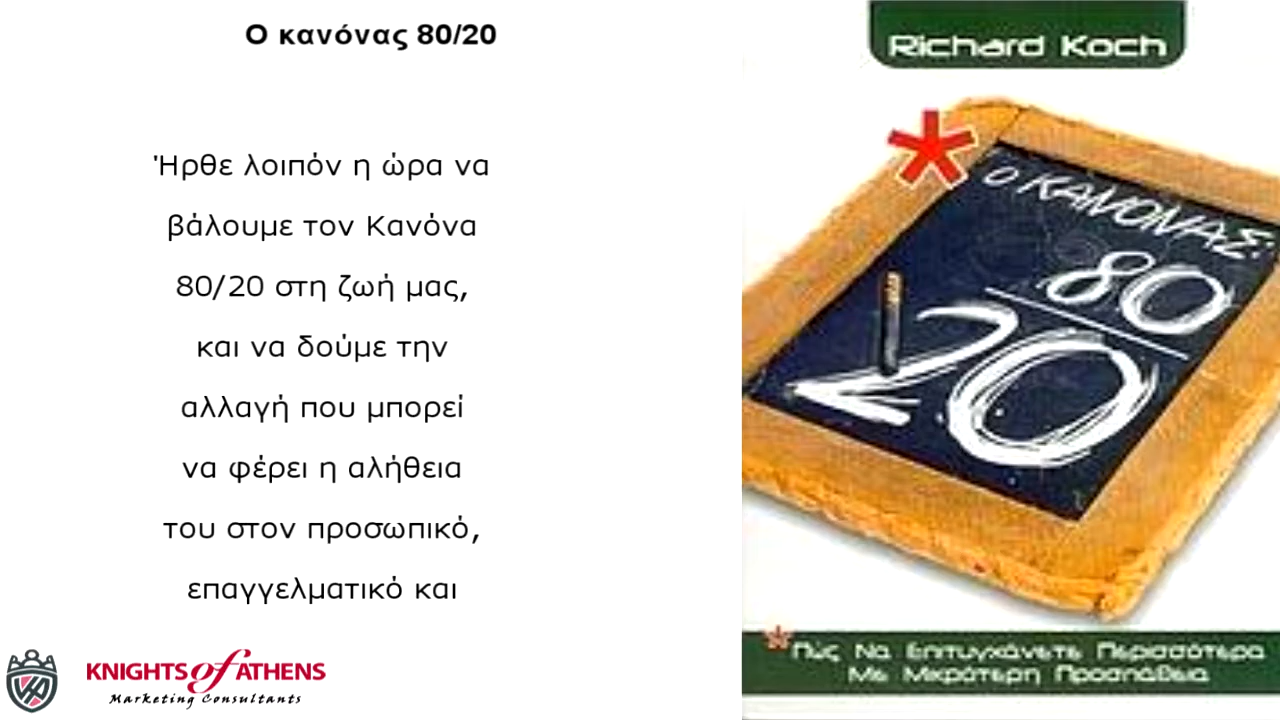 Ο κανόνας 80/20
Ήρθε λοιπόν η ώρα να
βάλουμε τον Κανόνα
80/20 στη ζωή μας,
και να δούμε την
αλλαγή που μπορεί
να φέρει η αλήθεια
του στον προσωπικό,
επαγγελματικό και
KNIGHTS of ATHENS
Marketing Consultants
Richard Koch
* Ο ΚΑΝΟΝΑΣ
80
20
* Πώς Να Επιτυγχάνετε Περισσότερα
Με Μικρότερη Προσπάθεια